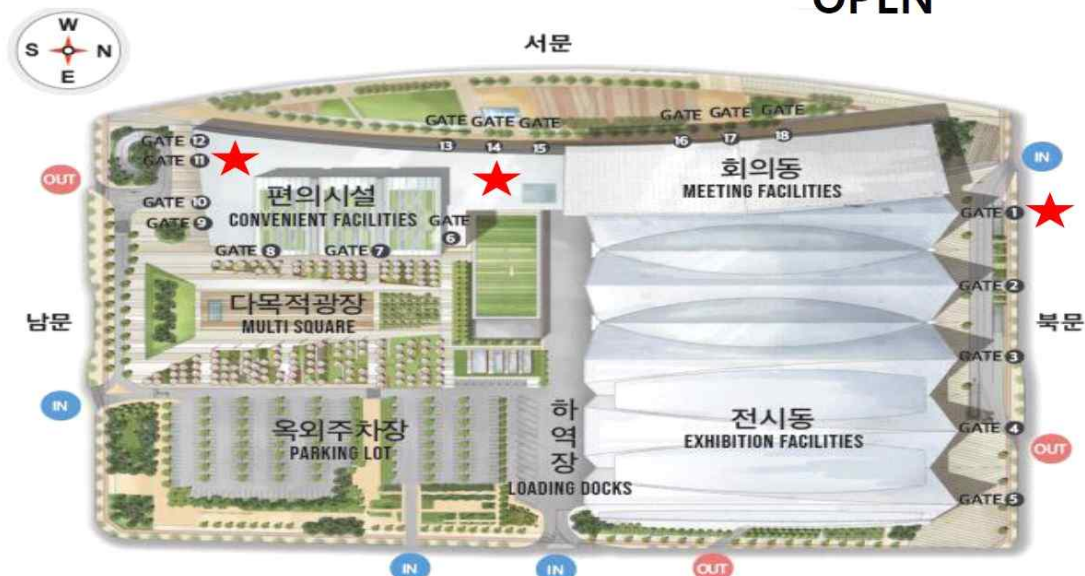 OPEN
W
S N
E
서문
GATE 12
GATE 11
GATE 10
GATE 9
GATE GATE GATE
13 14 15
GATE GATE GATE
16 17 18
회의동
MEETING FACILITIES
IN
OUT
편의시설
CONVENIENT FACILITIES
GATE
6
GATE 8
GATE 7
GATE 1
GATE 2
다목적광장
MULTI SQUARE
남문
북문
GATE 3
IN
옥외주차장
PARKING LOT
하역장
LOADING DOCKS
전시동
EXHIBITION FACILITIES
GATE 4
OUT
GATE 5
IN
IN
OUT